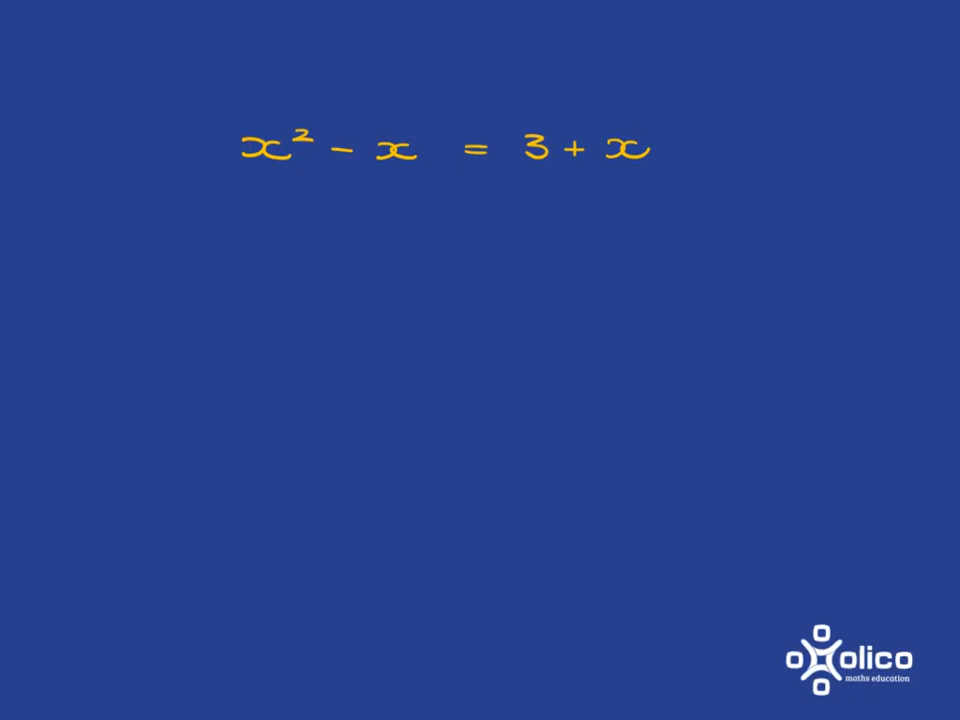 x² - x = 3 + x
olico
maths education